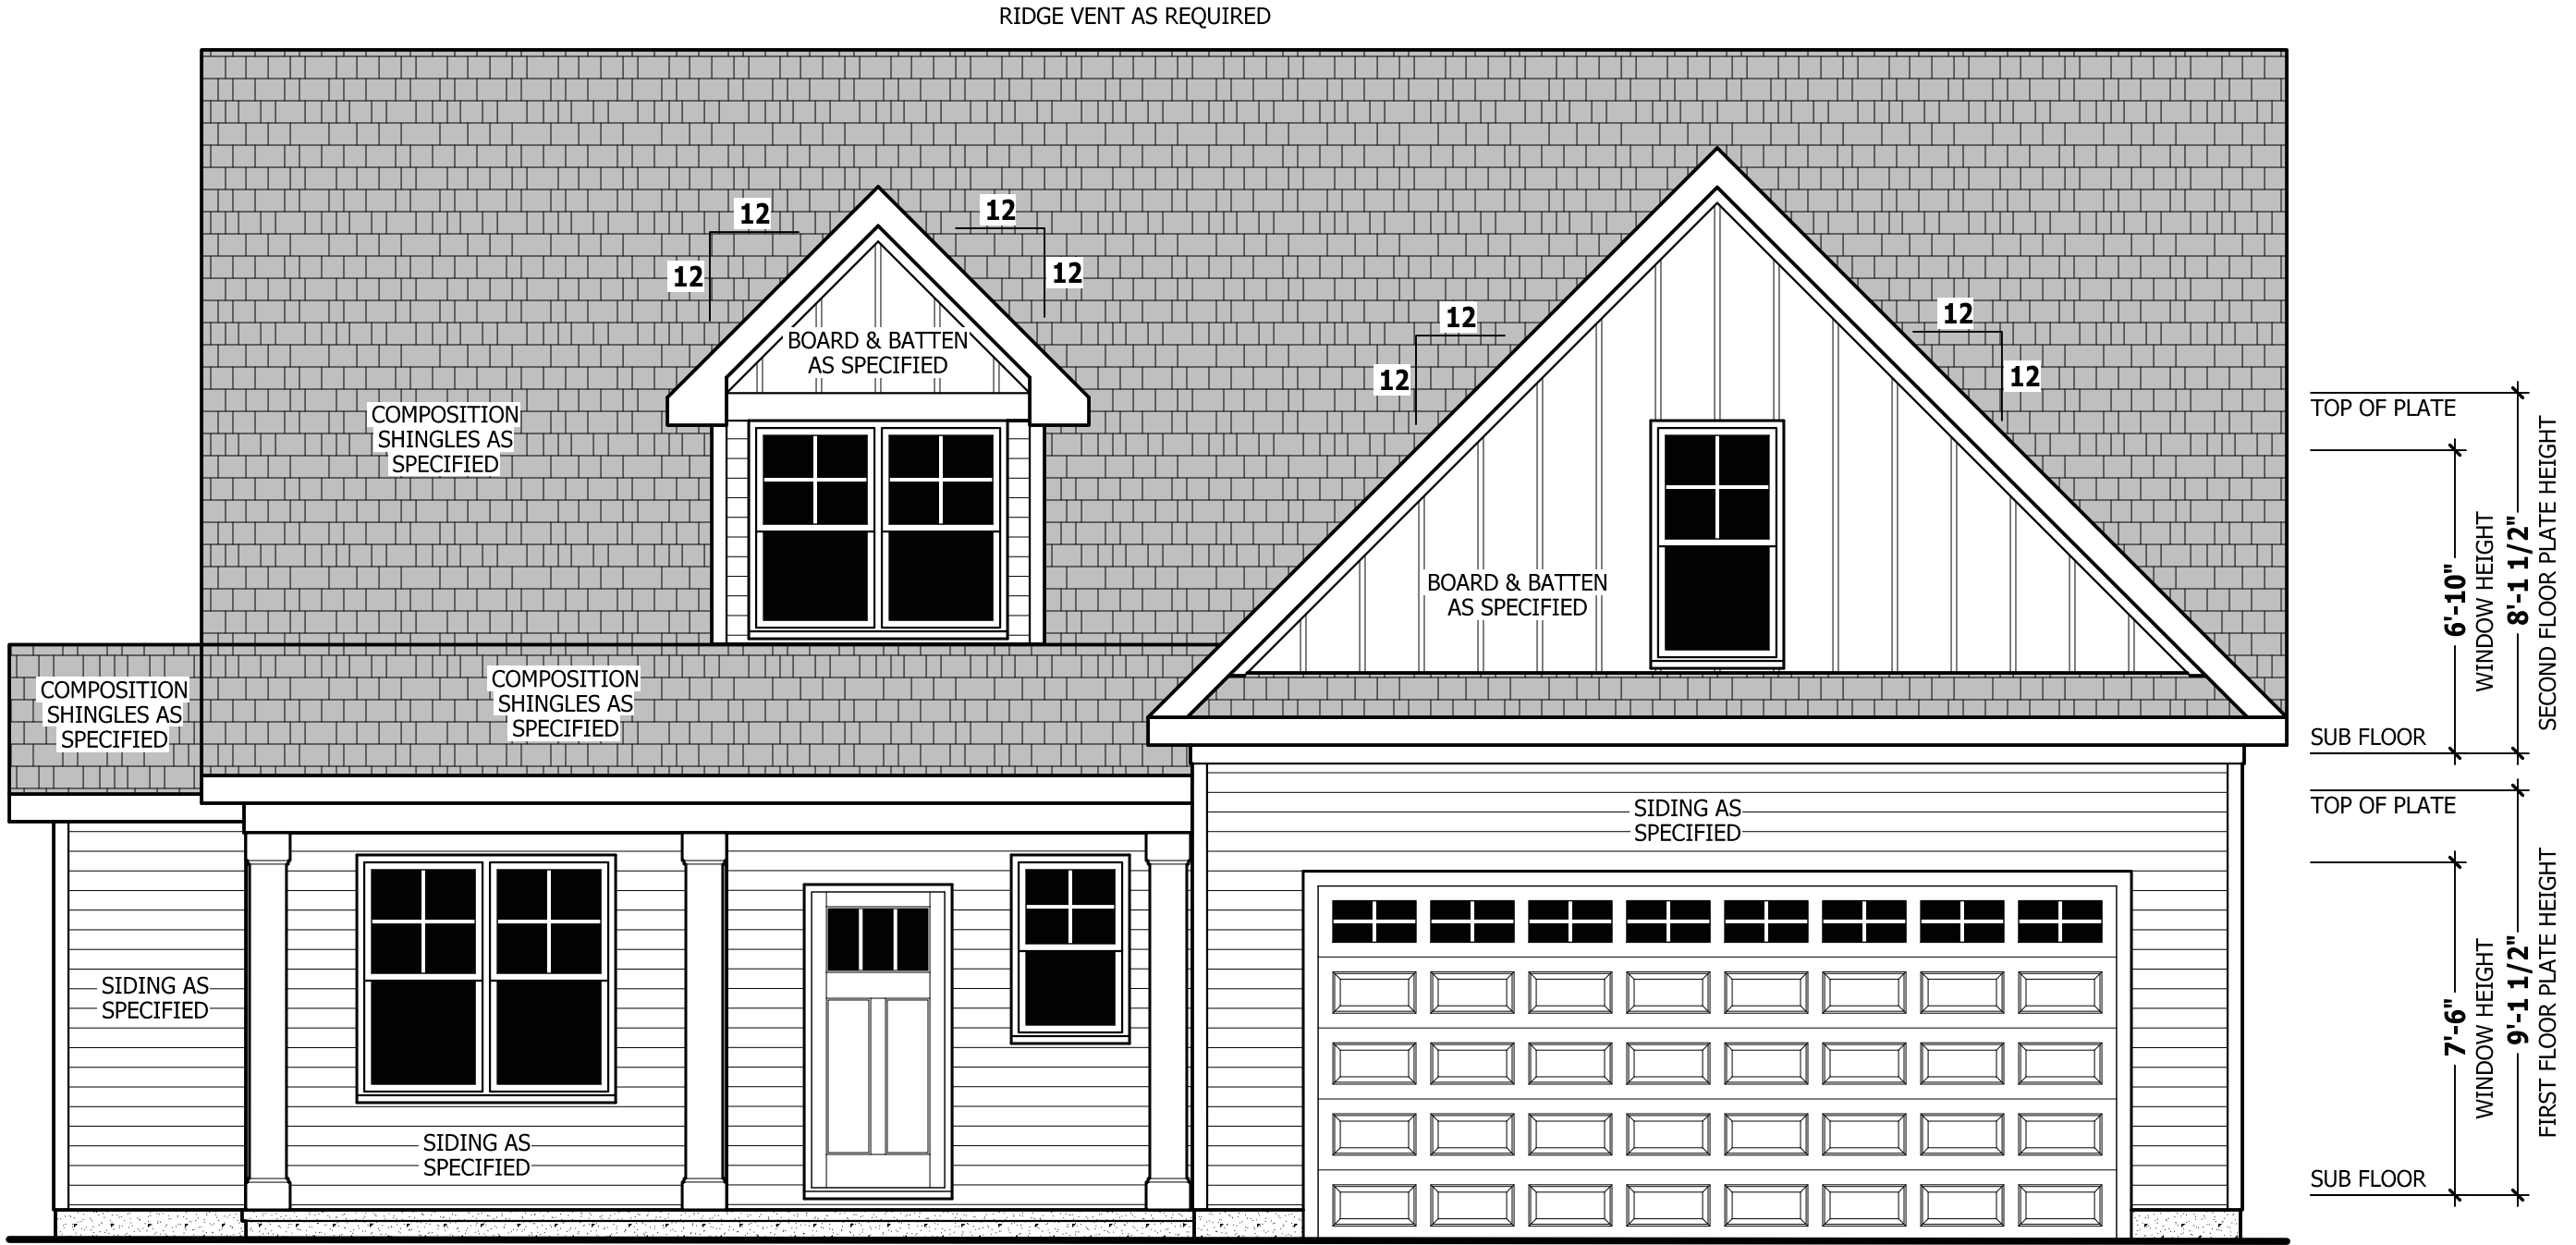 RIDGE VENT AS REQUIRED
12
12
12
12
BOARD & BATTEN
AS SPECIFIED
12
12
12
12
COMPOSITION
SHINGLES AS
SPECIFIED
BOARD & BATTEN
AS SPECIFIED
COMPOSITION
SHINGLES AS
SPECIFIED
COMPOSITION
SHINGLES AS
SPECIFIED
SIDING AS
SPECIFIED
SIDING AS
SPECIFIED
SIDING AS
SPECIFIED
TOP OF PLATE
6'-10"
WINDOW HEIGHT
8'-1 1/2"
SECOND FLOOR PLATE HEIGHT
SUB FLOOR
TOP OF PLATE
7'-6"
WINDOW HEIGHT
9'-1 1/2"
FIRST FLOOR PLATE HEIGHT
SUB FLOOR